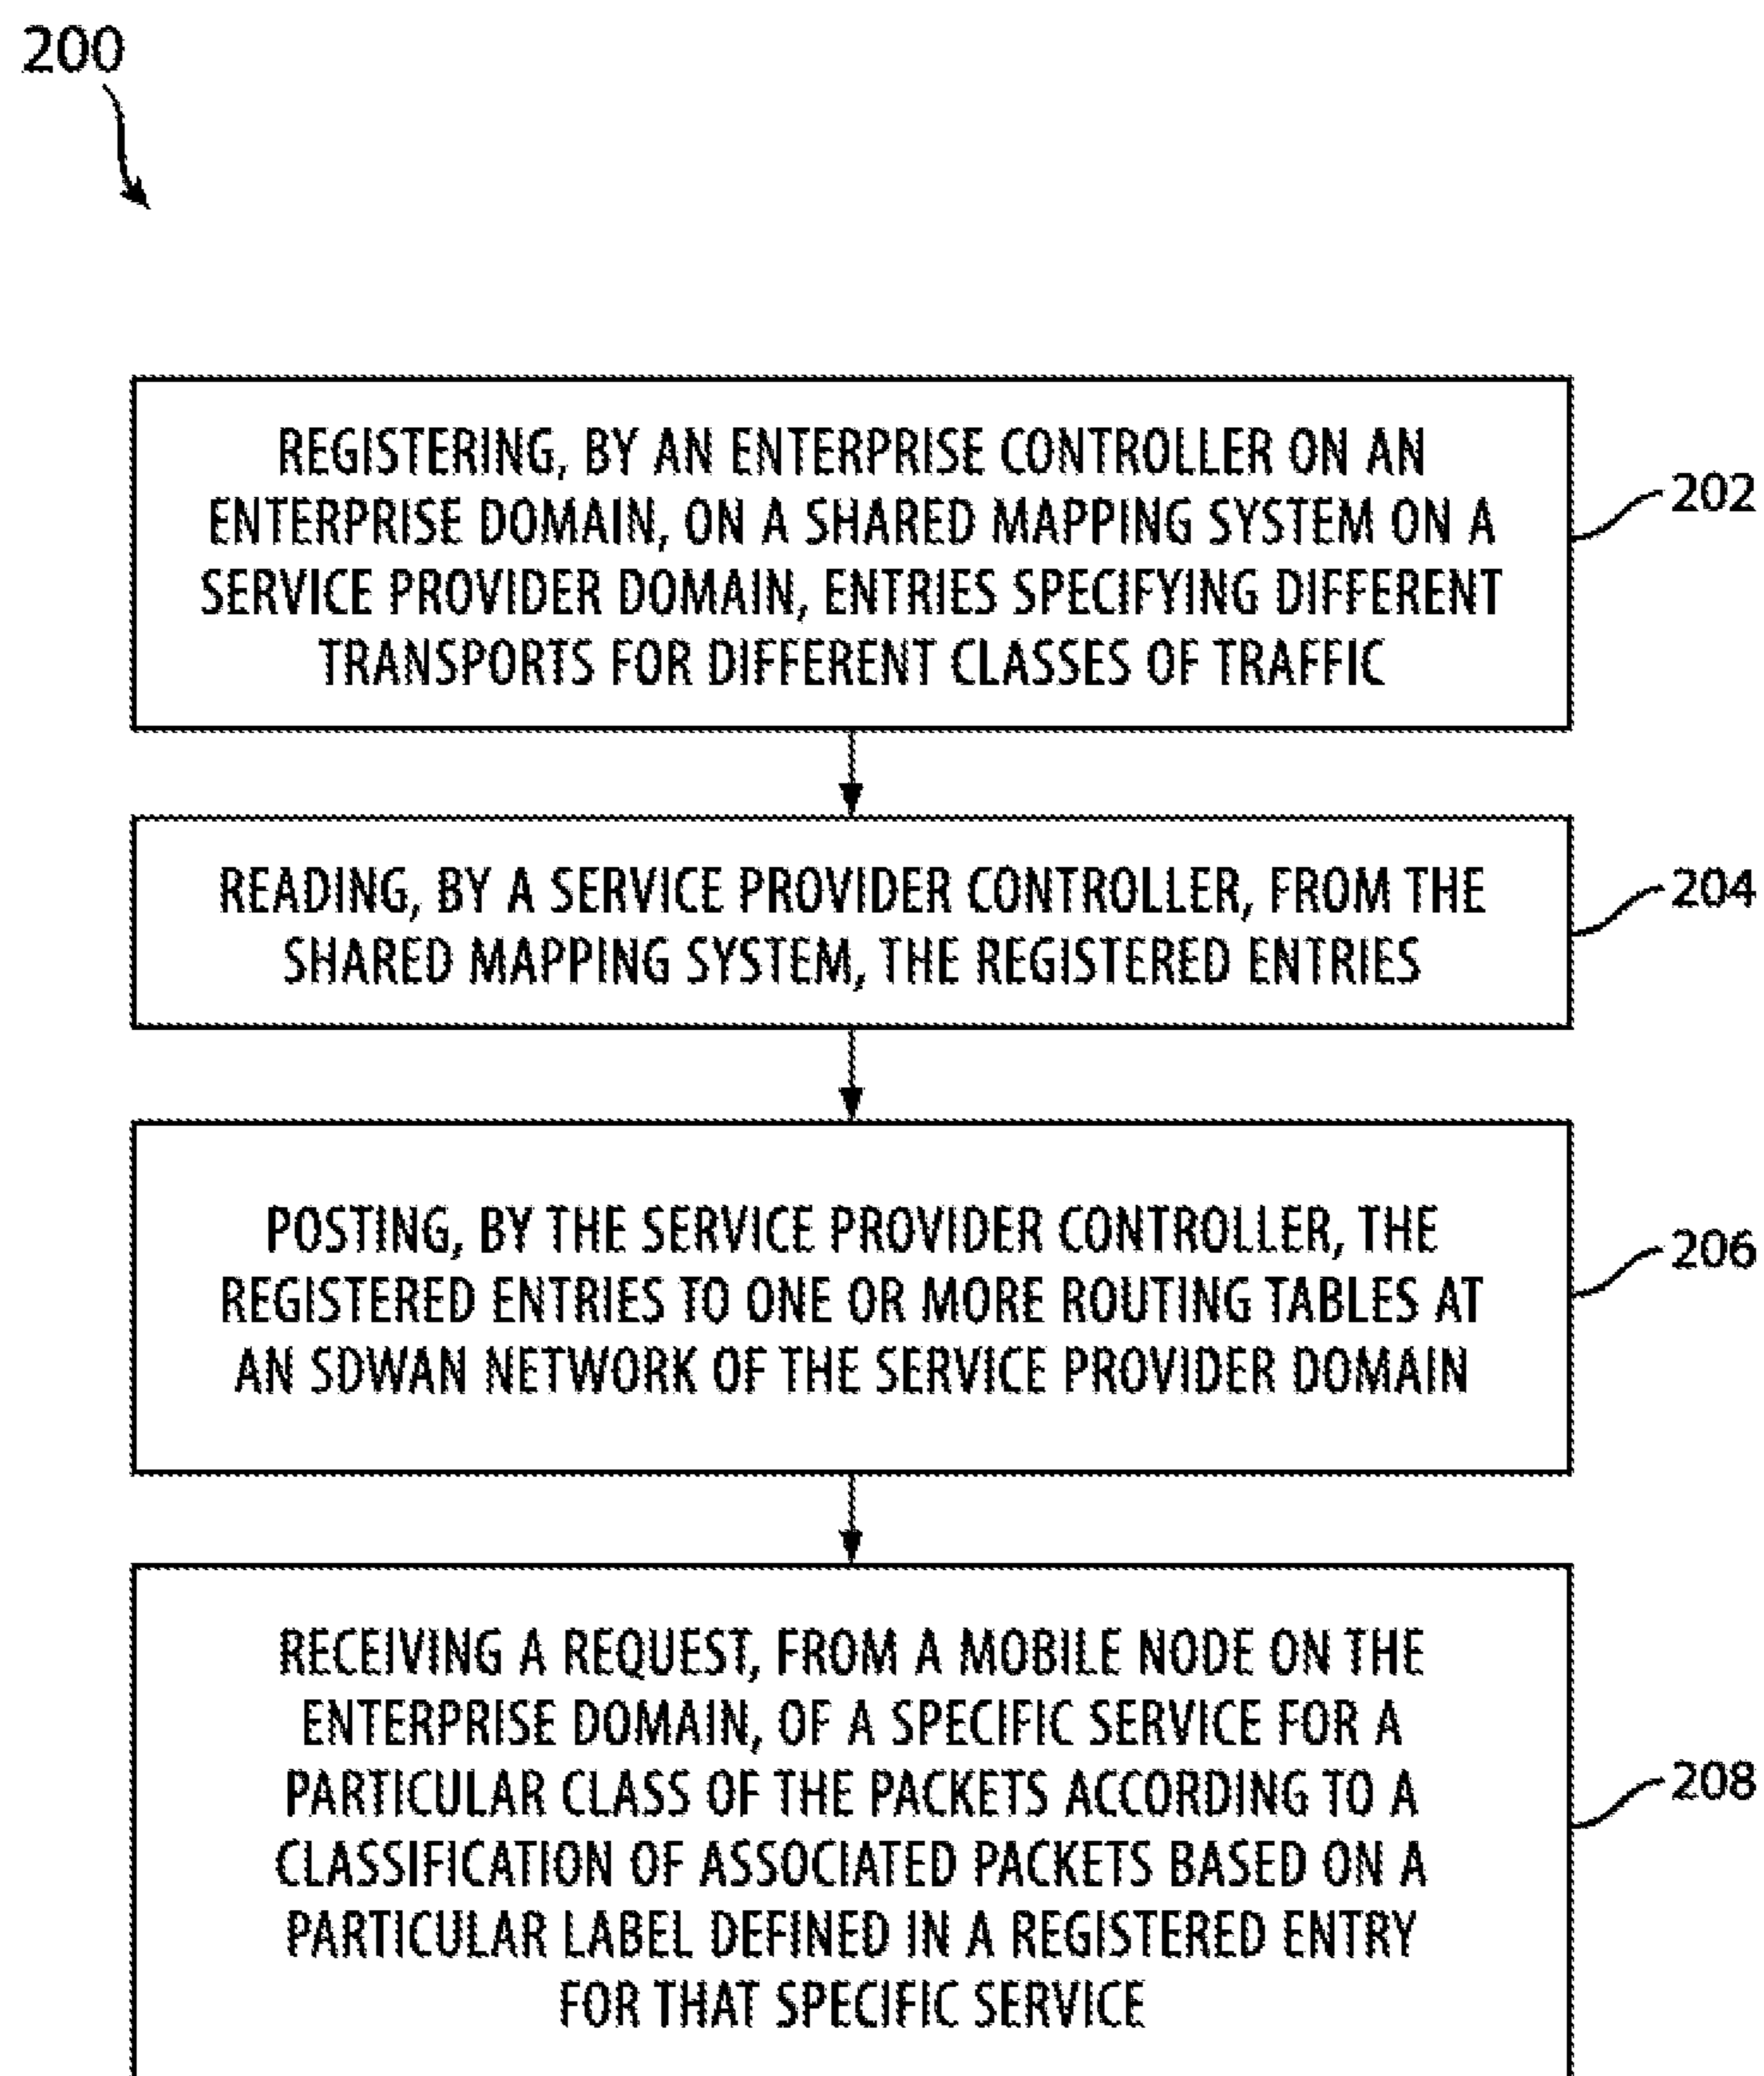 200
REGISTERING, BY AN ENTERPRISE CONTROLLER ON AN
ENTERPRISE DOMAIN, ON A SHARED MAPPING SYSTEM ON A
SERVICE PROVIDER DOMAIN, ENTRIES SPECIFYING DIFFERENT
TRANSPORTS FOR DIFFERENT CLASSES OF TRAFFIC
202
READING, BY A SERVICE PROVIDER CONTROLLER, FROM THE
SHARED MAPPING SYSTEM, THE REGISTERED ENTRIES
204
POSTING, BY THE SERVICE PROVIDER CONTROLLER, THE
REGISTERED ENTRIES TO ONE OR MORE ROUTING TABLES AT
AN SDWAN NETWORK OF THE SERVICE PROVIDER DOMAIN
206
RECEIVING A REQUEST, FROM A MOBILE NODE ON THE
ENTERPRISE DOMAIN, OF A SPECIFIC SERVICE FOR A
PARTICULAR CLASS OF THE PACKETS ACCORDING TO A
CLASSIFICATION OF ASSOCIATED PACKETS BASED ON A
PARTICULAR LABEL DEFINED IN A REGISTERED ENTRY
FOR THAT SPECIFIC SERVICE
208